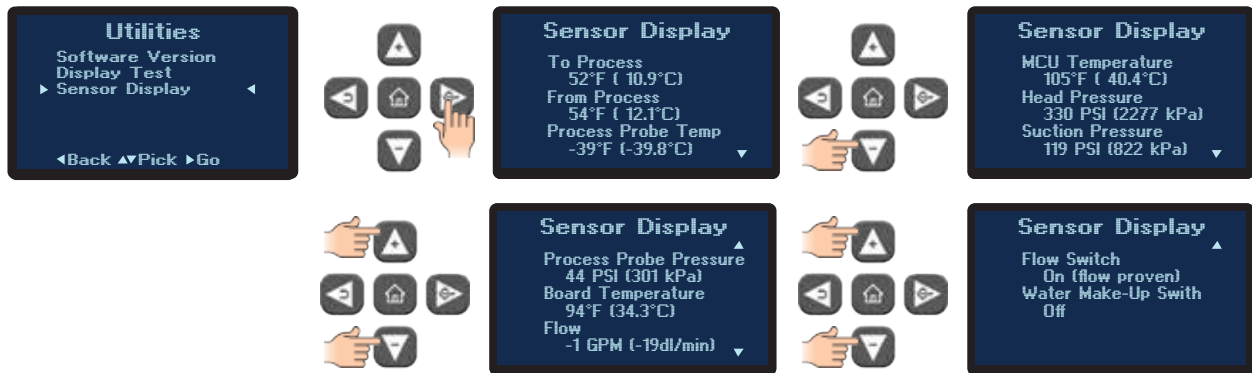 Utilities
Software Version
Display Test
▶ Sensor Display ◀
◀Back ▲▼Pick ▶Go
+
-
Sensor Display
To Process
52°F ( 10.9°C)
From Process
54°F ( 12.1°C)
Process Probe Temp
-39°F (-39.8°C) ▼
+
-
Sensor Display
MCU Temperature
105°F ( 40.4°C)
Head Pressure
330 PSI (2277 kPa)
Suction Pressure
119 PSI (822 kPa) ▼
+
-
Sensor Display
▲
Process Probe Pressure
44 PSI (301 kPa)
Board Temperature
94°F (34.3°C)
Flow
-1 GPM (-19dl/min) ▼
+
-
Sensor Display
▲
Flow Switch
On (flow proven)
Water Make-Up Swith
Off